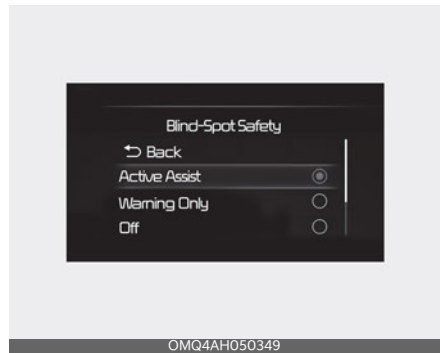 Blind-Spot Safety
Back
Active Assist
Warning Only
Off
OMQ4AH050349